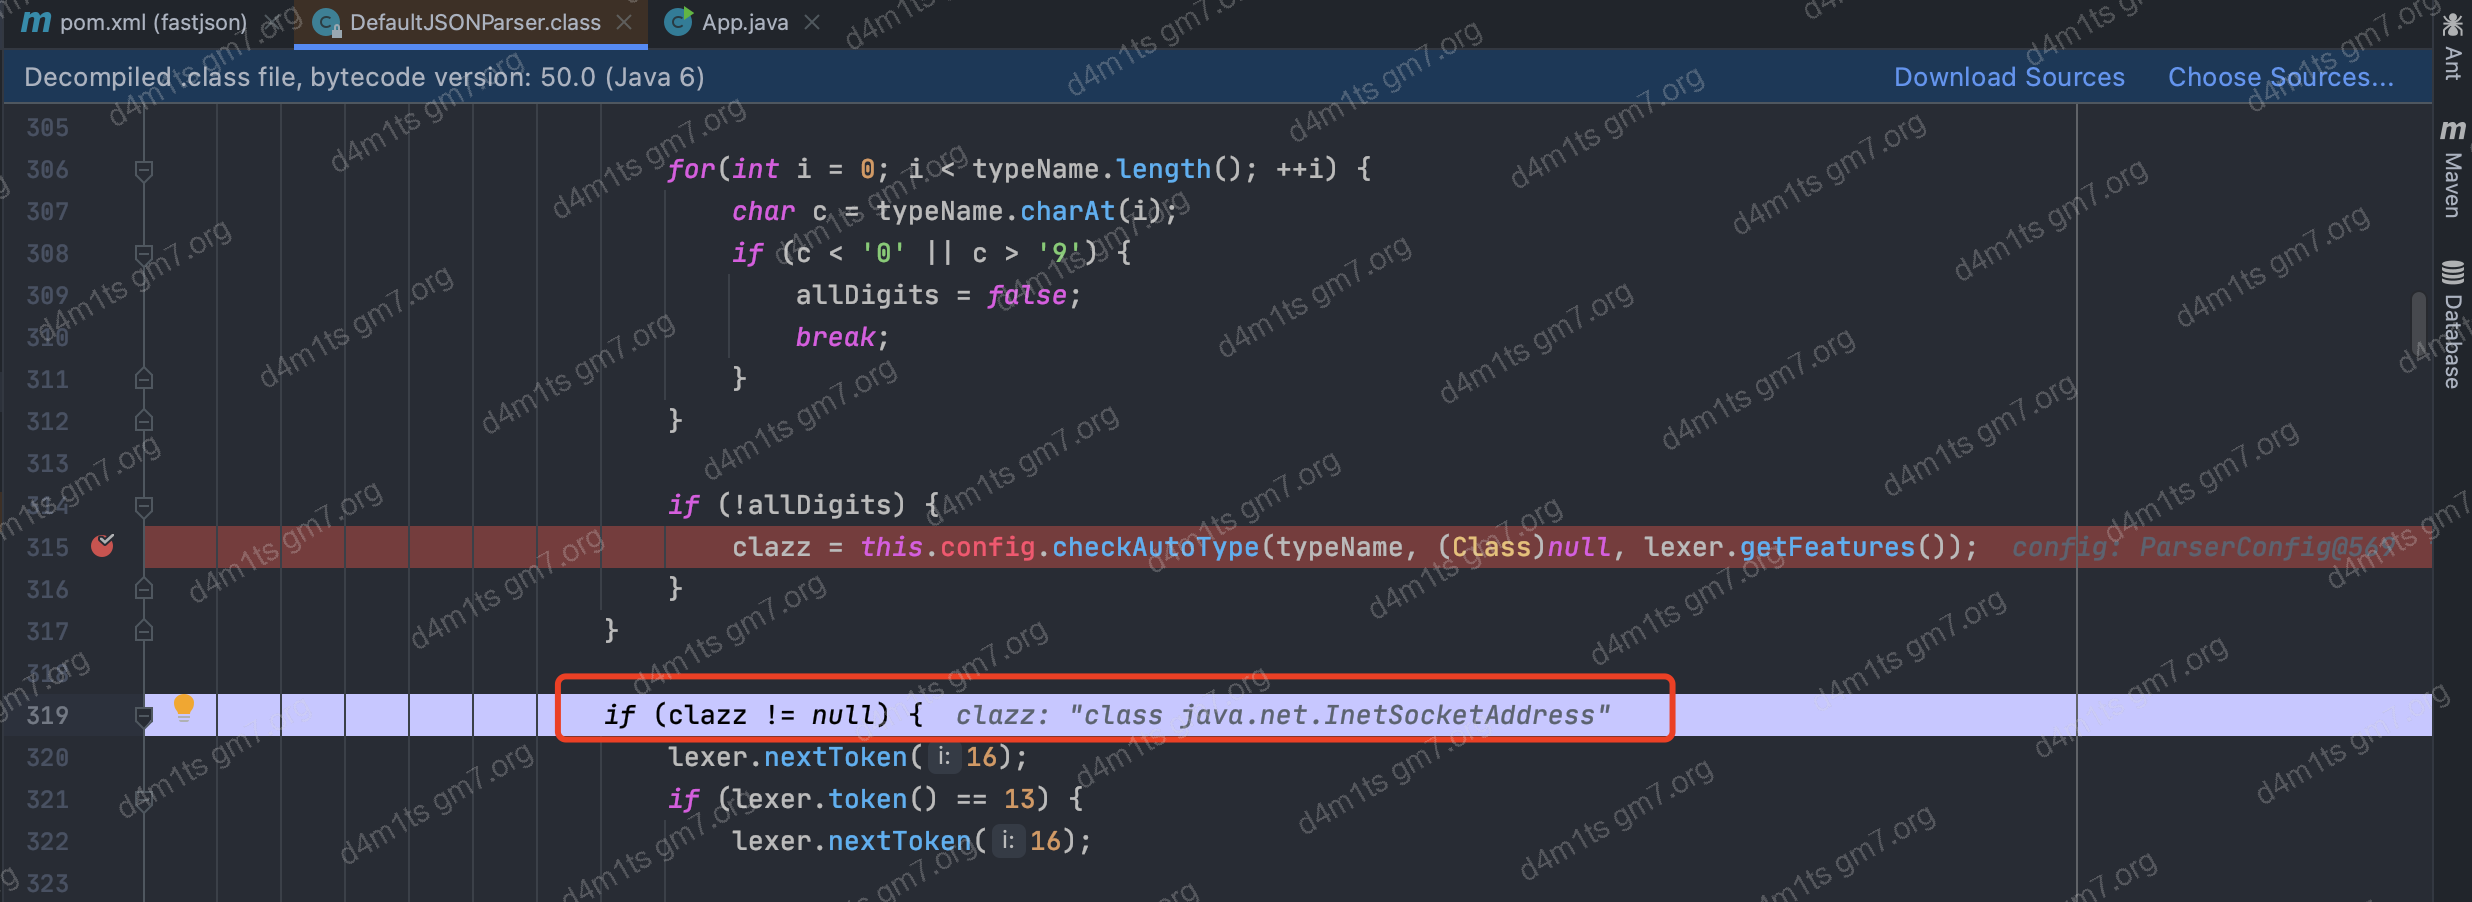 pom.xml (fastjson)
DefaultJSONParser.class
App.java
Decompiled .class file, bytecode version: 50.0 (Java 6)
Download Sources
Choose Sources...
305
306 for(int i = 0; i < typeName.length(); ++i) {
307 char c = typeName.charAt(i);
308 if (c < '0' || c > '9') {
309 allDigits = false;
310 break;
311 }
312 }
313
314 if (!allDigits) {
315 clazz = this.config.checkAutoType(typeName, (Class)null, lexer.getFeatures()); config: ParserConfig@569
316 }
317 }
318
319 if (clazz != null) { clazz: "class java.net.InetSocketAddress"
320 lexer.nextToken( i: 16);
321 if (lexer.token() == 13) {
322 lexer.nextToken( i: 16);
323
Ant
Maven
Database
d4m1ts gm7.org